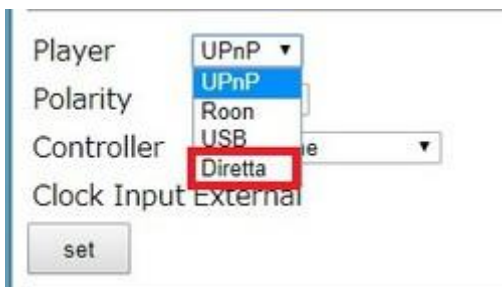 Player UPnP
UPnP
Polarity
Roon
USB
Controller
Diretta
Clock Input External
set